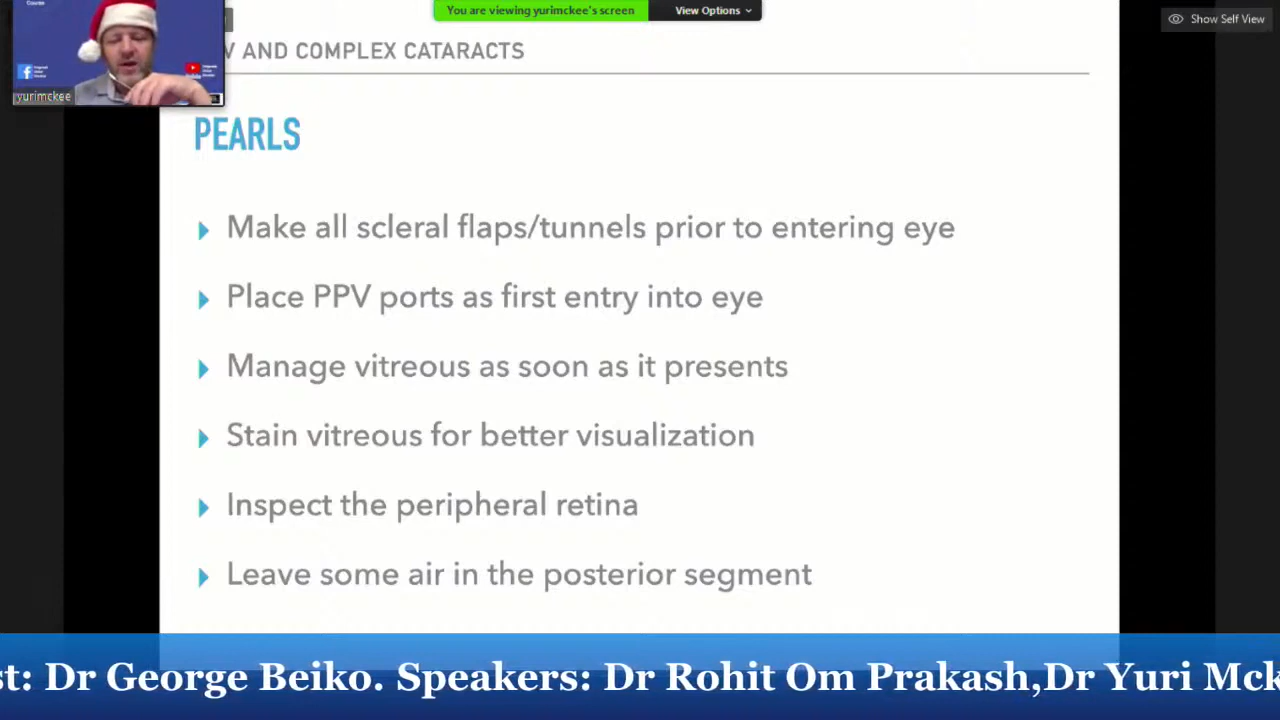 You are viewing yurimckee's screen
View Options
Show Self View
yurimckee
V AND COMPLEX CATARACTS
PEARLS
Make all scleral flaps/tunnels prior to entering eye
Place PPV ports as first entry into eye
Manage vitreous as soon as it presents
Stain vitreous for better visualization
Inspect the peripheral retina
Leave some air in the posterior segment
st: Dr George Beiko. Speakers: Dr Rohit Om Prakash,Dr Yuri Mck